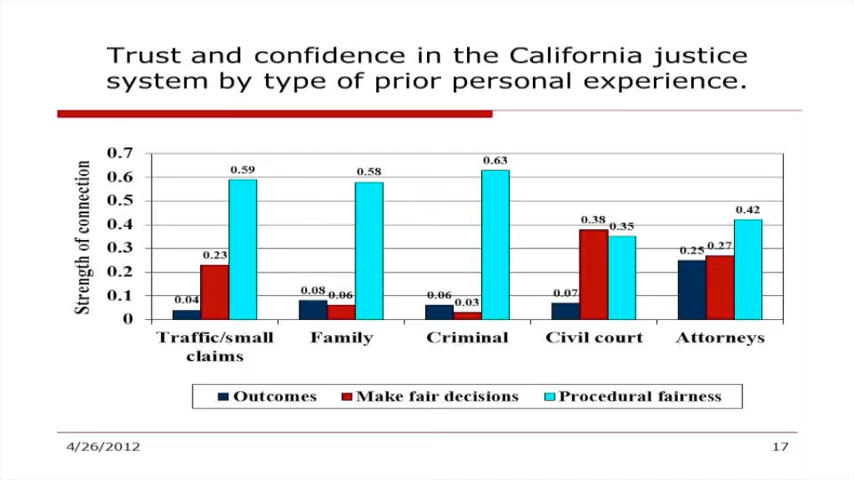 Trust and confidence in the California justice
system by type of prior personal experience.
Strength of connection
0.7
0.6
0.5
0.4
0.3
0.2
0.1
0
0.04
0.23
0.59
0.08
0.06
0.58
0.06
0.03
0.63
0.07
0.38
0.35
0.25
0.27
0.42
Traffic/small
claims
Family
Criminal
Civil court
Attorneys
Outcomes
Make fair decisions
Procedural fairness
4/26/2012
17